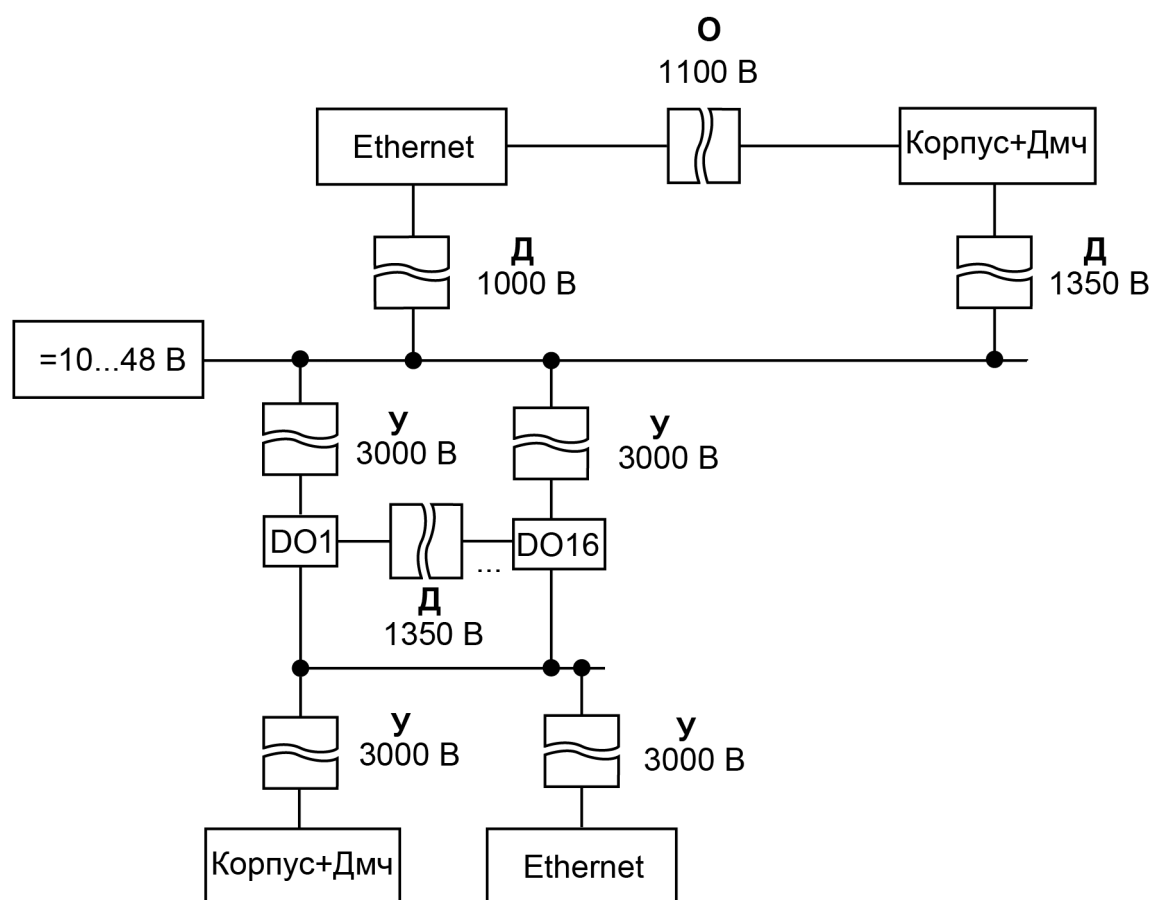 О
1100 В
Ethernet
Корпус+Дмч
Д
1000 В
Д
1350 В
=10...48 В
У
3000 В
У
3000 В
DO1
DO16
...
Д
1350 В
У
3000 В
У
3000 В
Корпус+Дмч
Ethernet